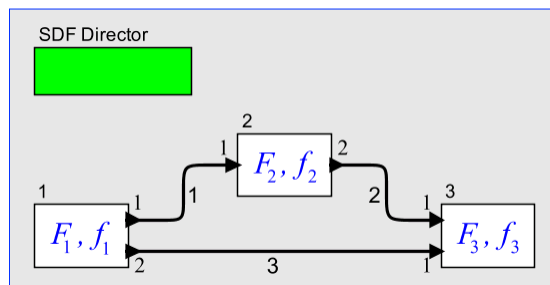 SDF Director
2
1 F₂, f₂ 2
1
1 1 2 1 3
F₁, f₁ F₃, f₃
2 3 1